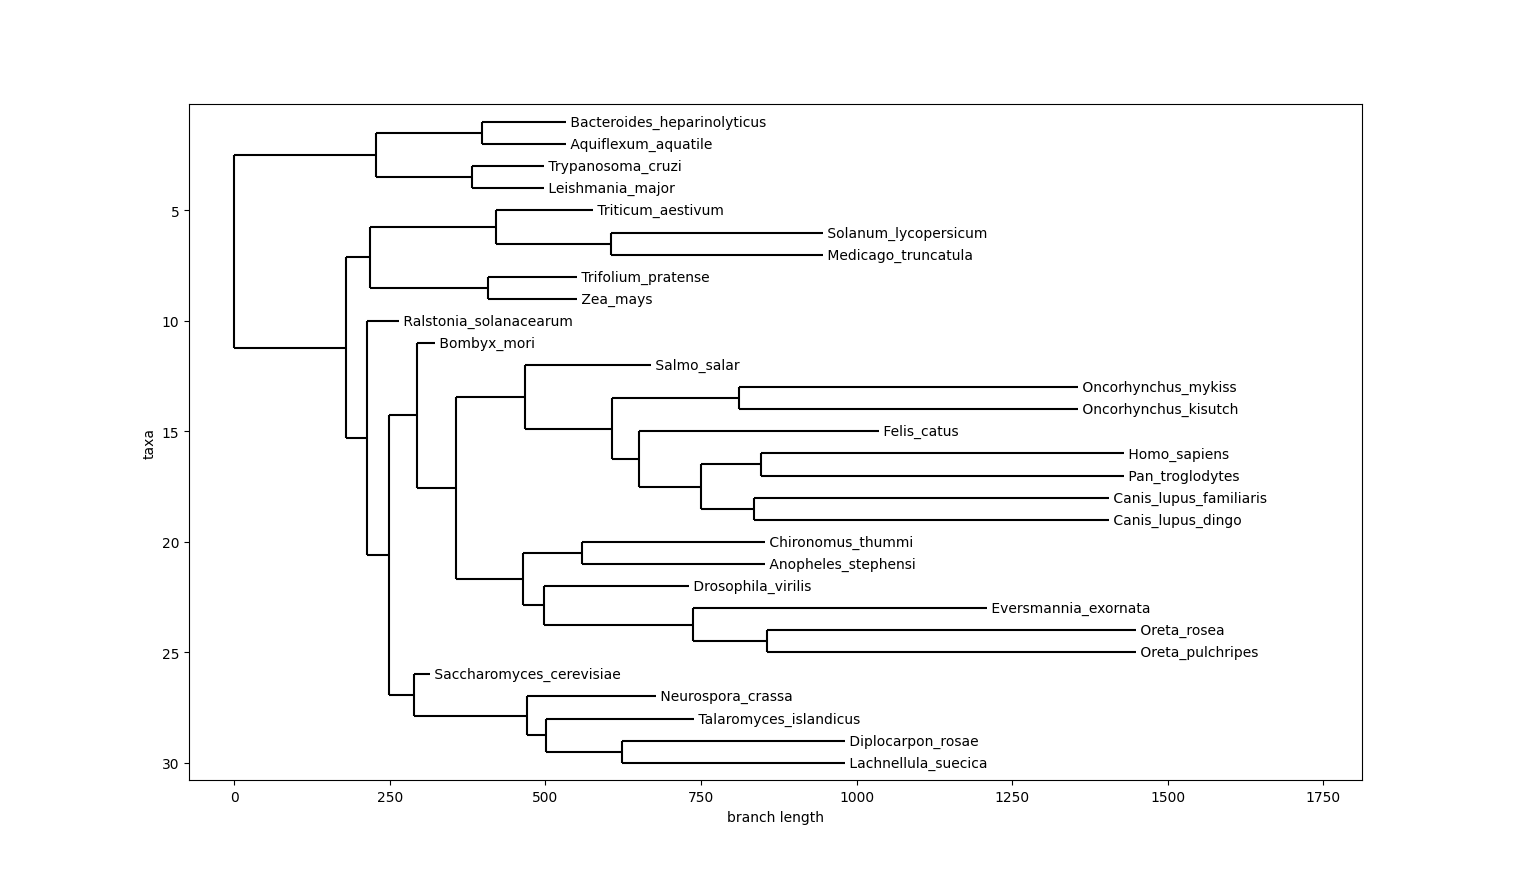 Bacteroides_heparinolyticus
Aquiflexum_aquatile
Trypanosoma_cruzi
Leishmania_major
5
Triticum_aestivum
Solanum_lycopersicum
Medicago_truncatula
Trifolium_pratense
Zea_mays
10
Ralstonia_solanacearum
Bombyx_mori
Salmo_salar
Oncorhynchus_mykiss
Oncorhynchus_kisutch
15
Felis_catus
taxa
Homo_sapiens
Pan_troglodytes
Canis_lupus_familiaris
Canis_lupus_dingo
20
Chironomus_thummi
Anopheles_stephensi
Drosophila_virilis
Eversmannia_exornata
Oreta_rosea
25
Oreta_pulchripes
Saccharomyces_cerevisiae
Neurospora_crassa
Talaromyces_islandicus
Diplocarpon_rosae
30
Lachnellula_suecica
0 250 500 750 1000 1250 1500 1750
branch length